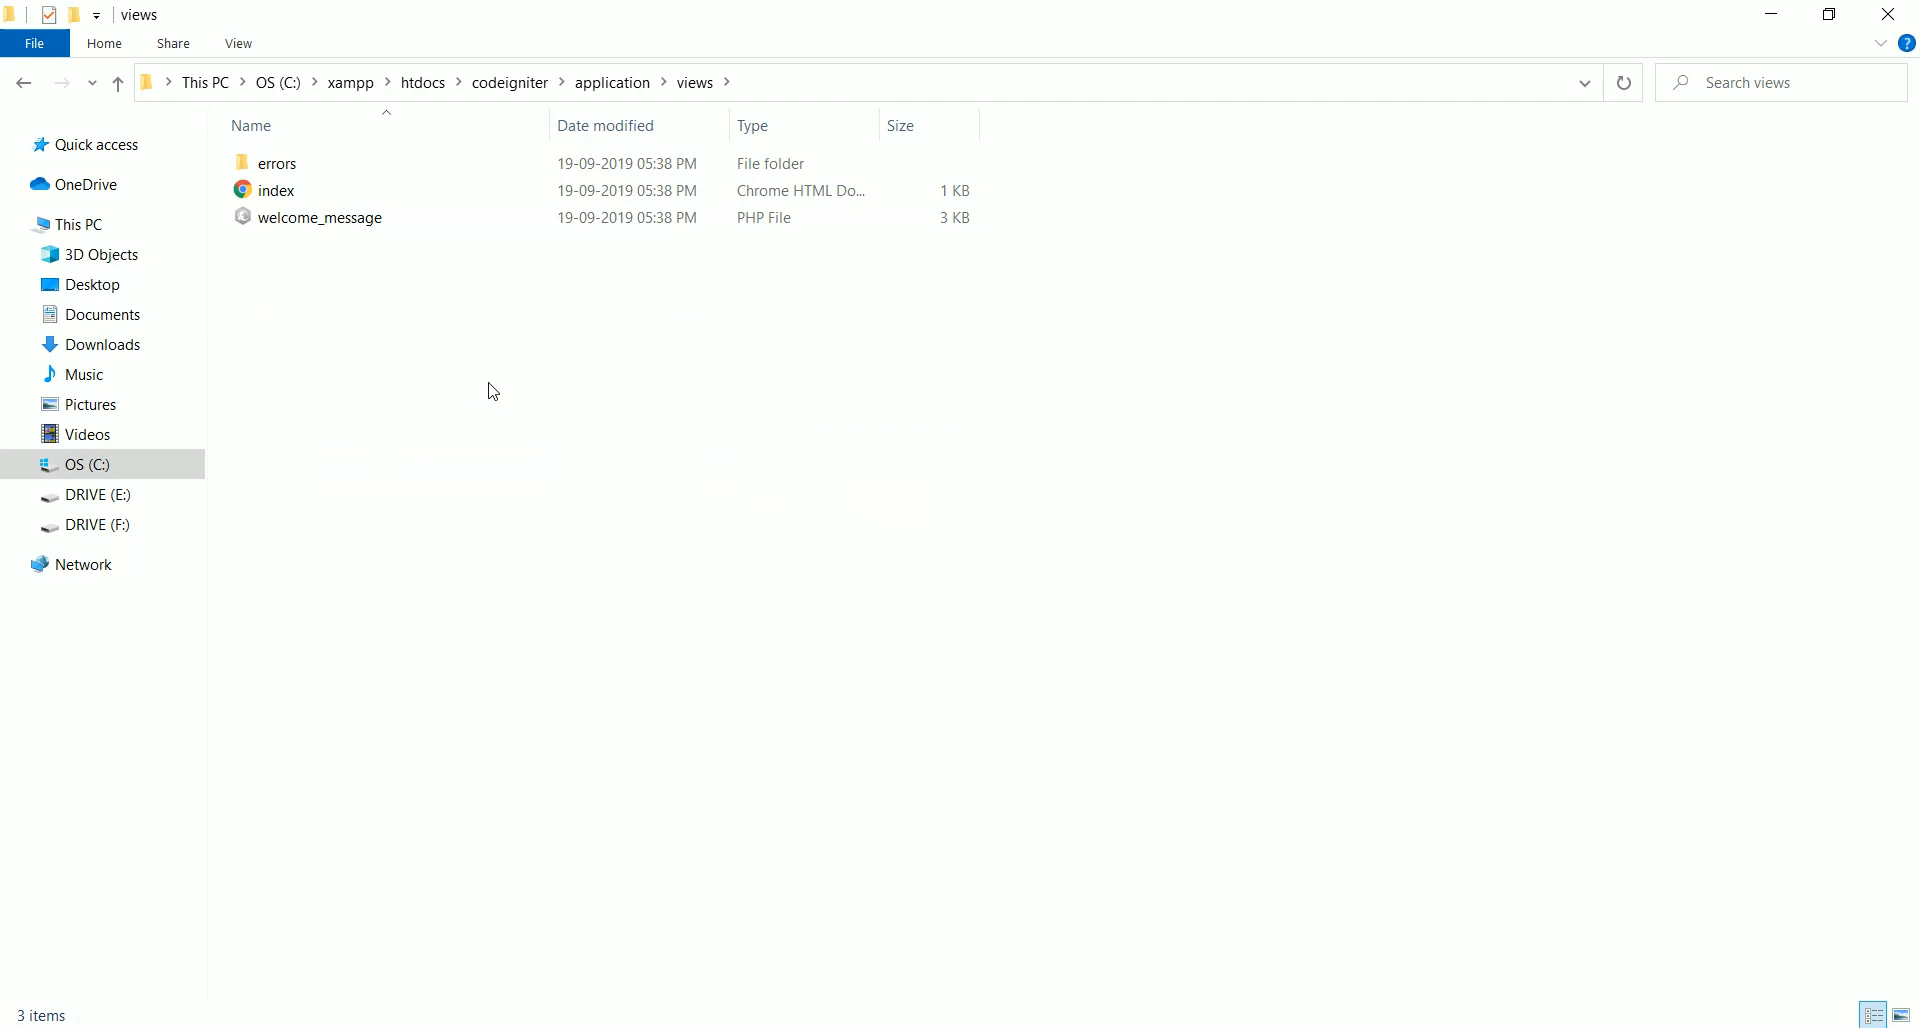 views
File Home Share View
This PC OS (C:) xampp htdocs codeigniter application views Search views
Name Date modified Type Size
errors 19-09-2019 05:38 PM File folder
index 19-09-2019 05:38 PM Chrome HTML Do... 1 KB
welcome_message 19-09-2019 05:38 PM PHP File 3 KB
Quick access
OneDrive
This PC
3D Objects
Desktop
Documents
Downloads
Music
Pictures
Videos
OS (C:)
DRIVE (E:)
DRIVE (F:)
Network
3 items